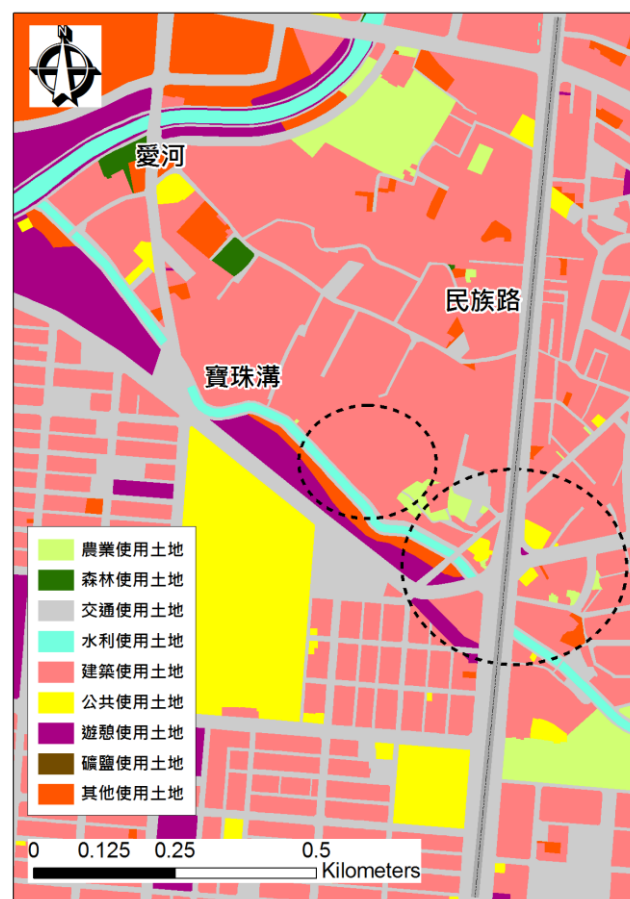 N
愛河
民族路
寶珠溝
農業使用土地
森林使用土地
交通使用土地
水利使用土地
建築使用土地
公共使用土地
遊憩使用土地
礦鹽使用土地
其他使用土地
0 0.125 0.25 0.5
Kilometers